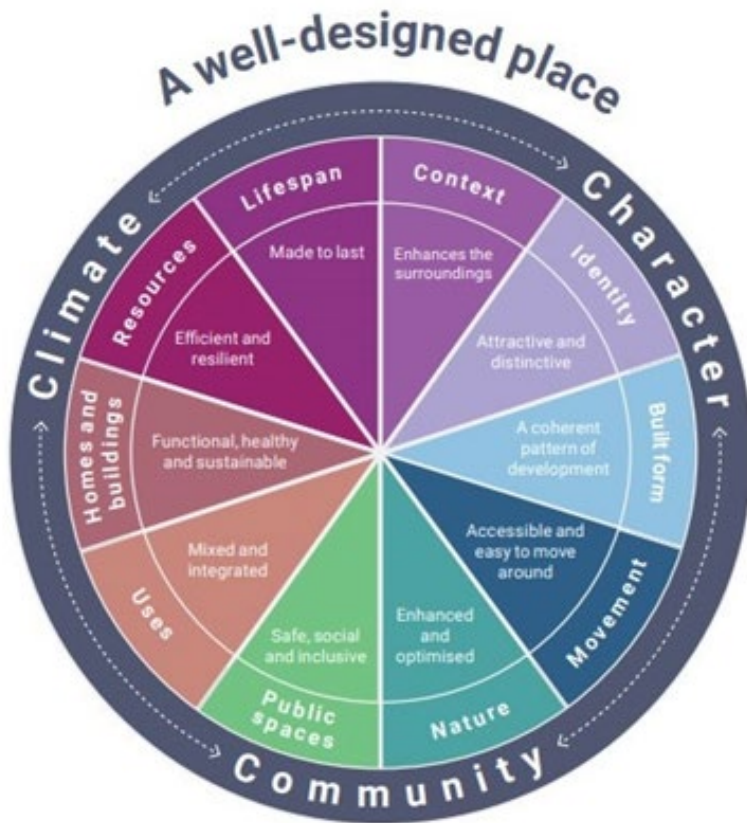 A well-designed place
Climate
Character
Community
Context
Enhances the
surroundings
Identity
Attractive and
distinctive
Built form
A coherent
pattern of
development
Movement
Accessible and
easy to move
around
Nature
Enhanced
and
optimised
Public
spaces
Safe, social
and inclusive
Uses
Mixed and
integrated
Homes and
buildings
Functional, healthy
and sustainable
Resources
Efficient and
resilient
Lifespan
Made to last